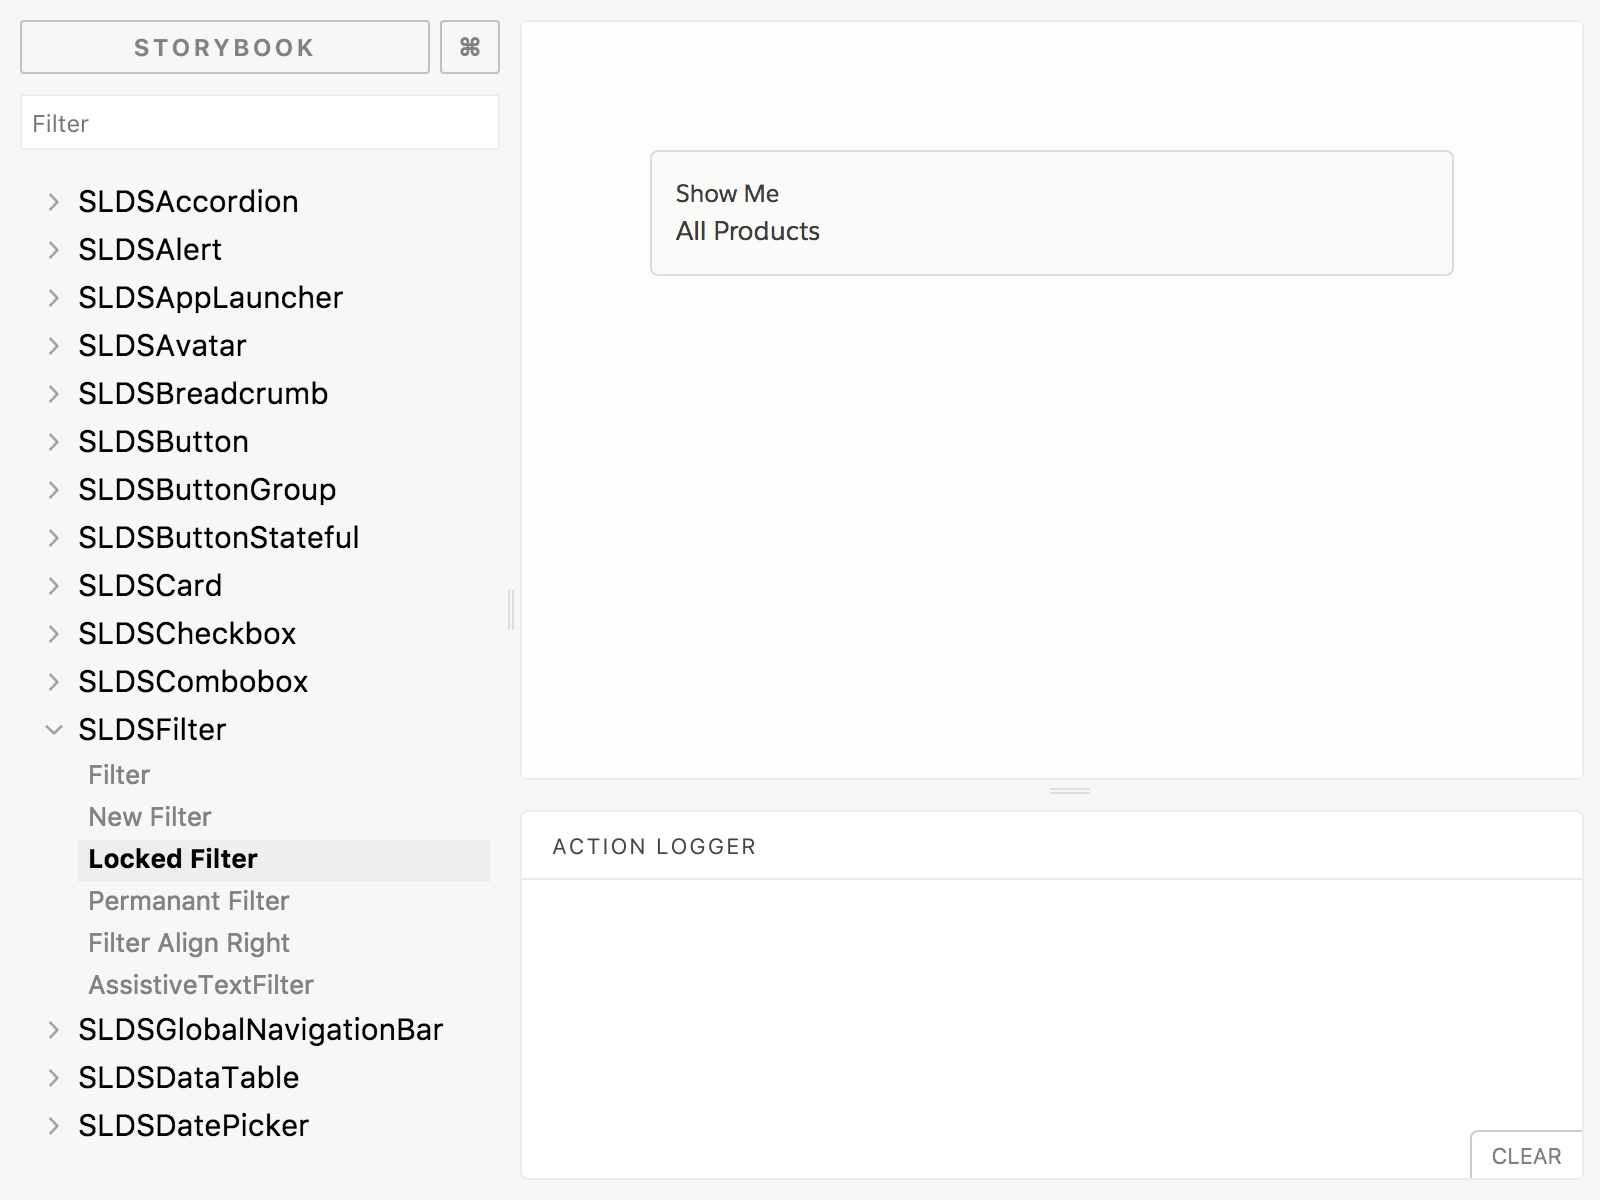 STORYBOOK
⌘
Filter
SLDSAccordion
SLDSAlert
SLDSAppLauncher
SLDSAvatar
SLDSBreadcrumb
SLDSButton
SLDSButtonGroup
SLDSButtonStateful
SLDSCard
SLDSCheckbox
SLDSCombobox
SLDSFilter
Filter
New Filter
Locked Filter
Permanant Filter
Filter Align Right
AssistiveTextFilter
SLDSGlobalNavigationBar
SLDSDataTable
SLDSDatePicker
Show Me
All Products
ACTION LOGGER
CLEAR